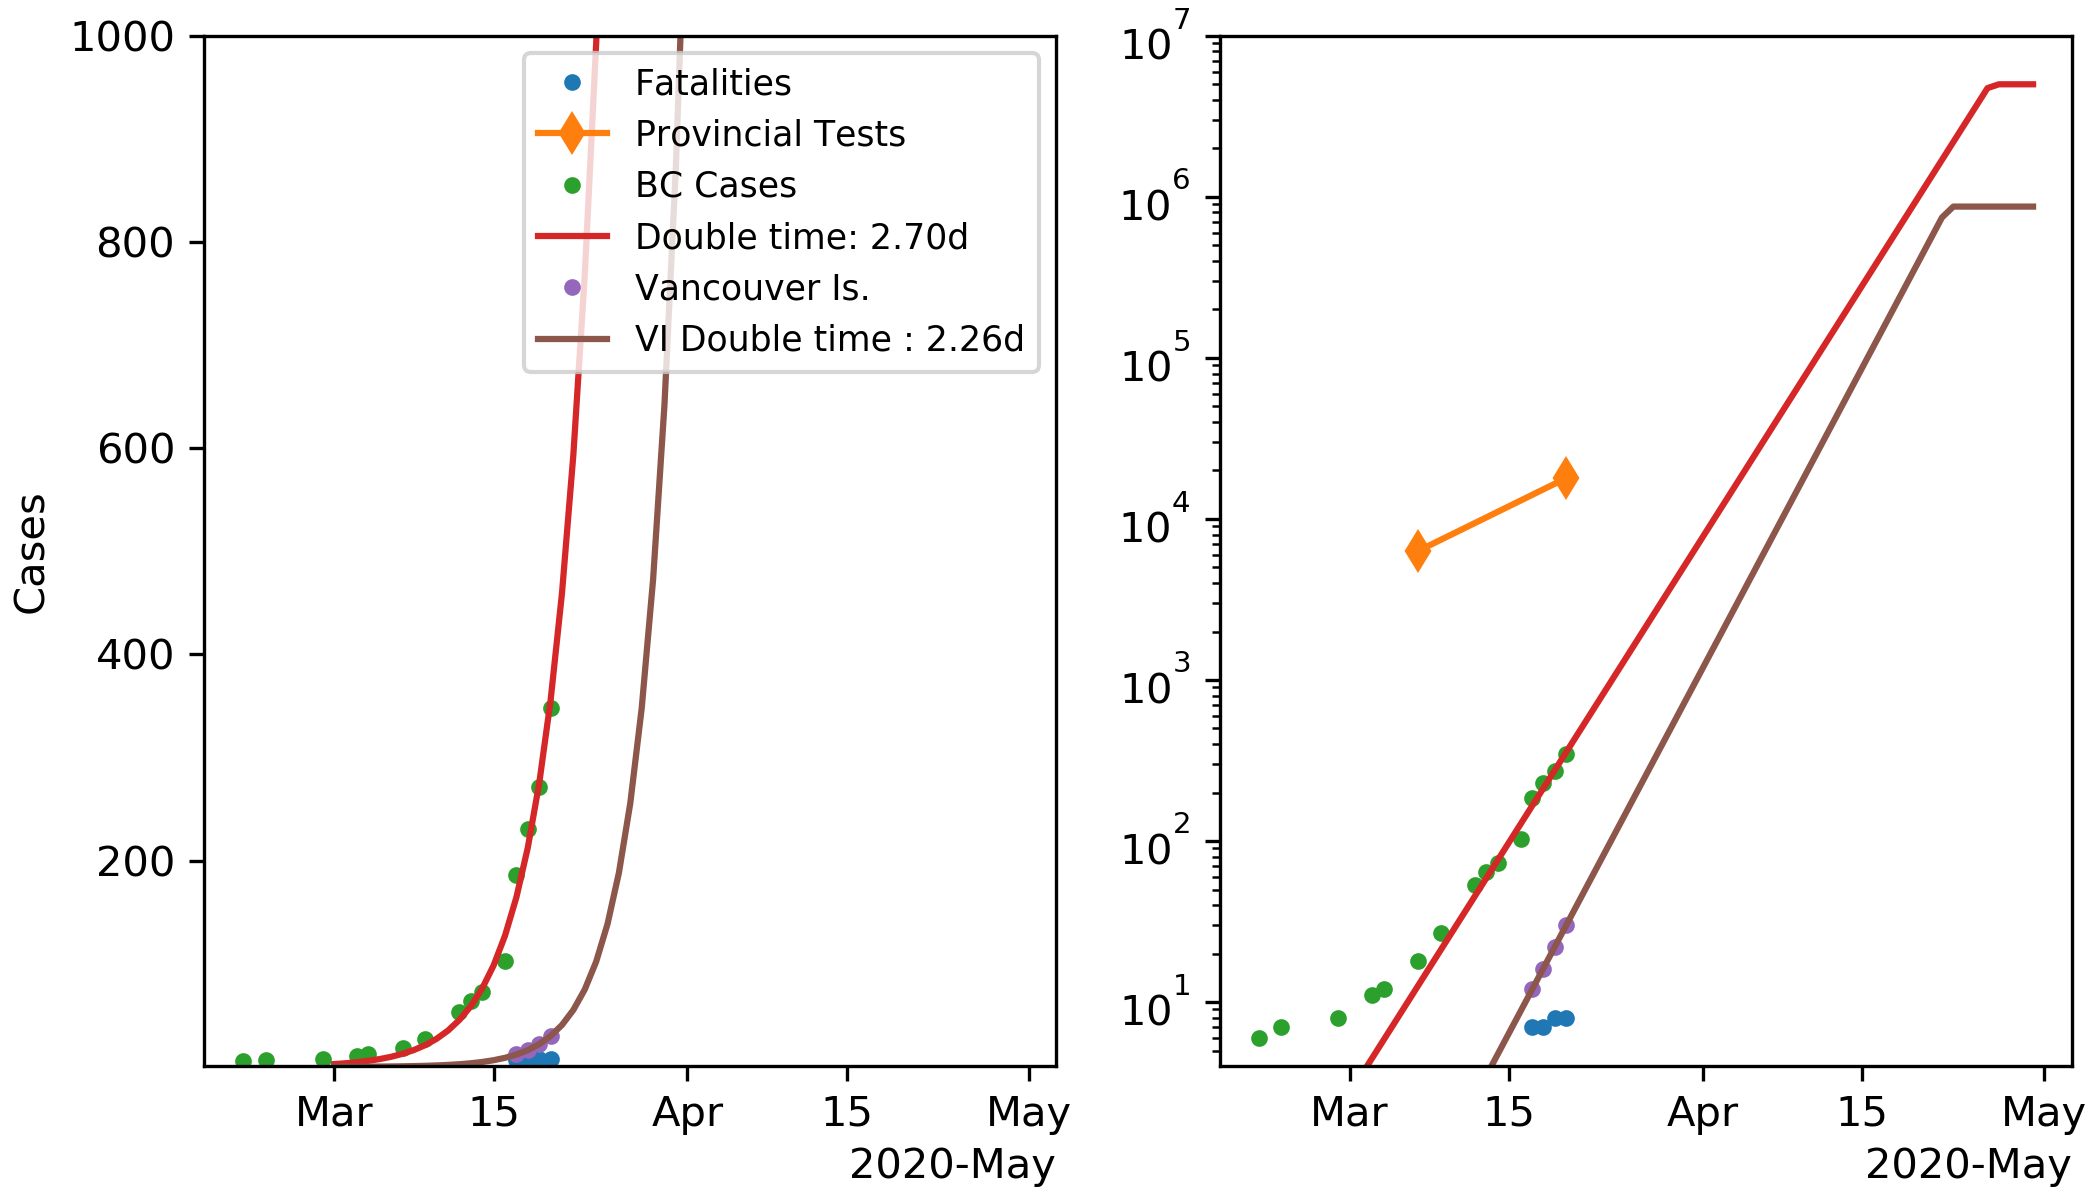 Cases
1000
800
600
400
200
Mar 15 Apr 15 May
2020-May
Fatalities
Provincial Tests
BC Cases
Double time: 2.70d
Vancouver Is.
VI Double time : 2.26d
10^7
10^6
10^5
10^4
10^3
10^2
10^1
Mar 15 Apr 15 May
2020-May